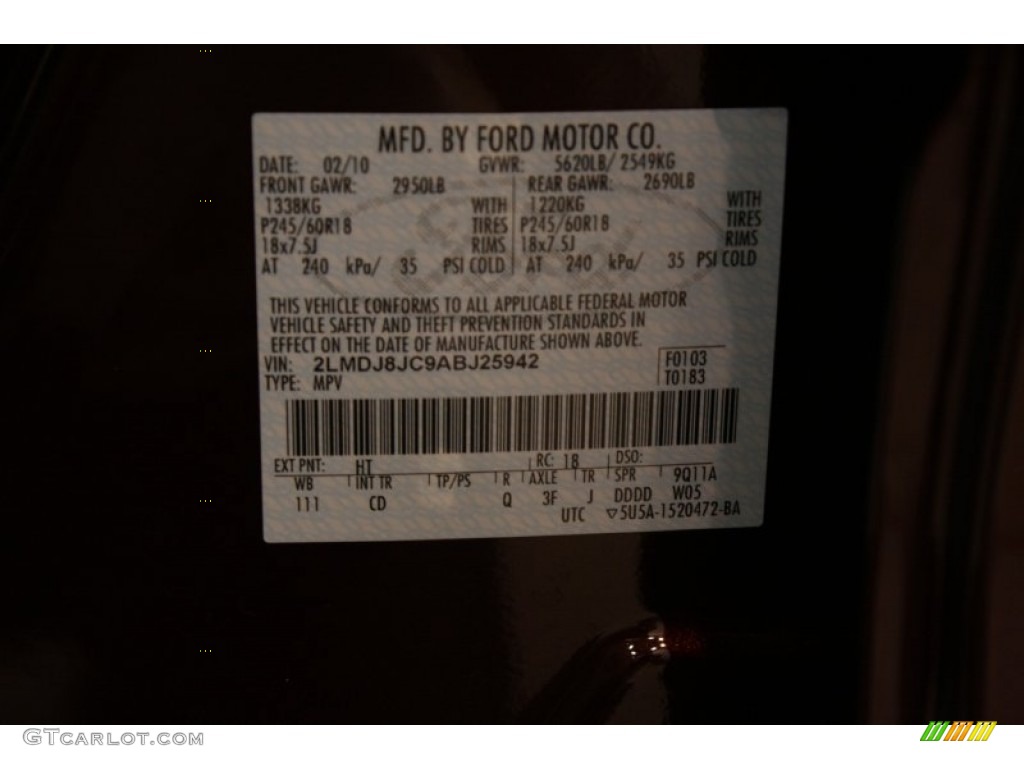 MFD. BY FORD MOTOR CO.
DATE: 02/10 GVWR: 5620LB/ 2549KG
FRONT GAWR: 2950LB REAR GAWR: 2690LB
1338KG WITH 1220KG WITH
P245/60R18 TIRES P245/60R18 TIRES
18x7.5J RIMS 18x7.5J RIMS
AT 240 kPa/ 35 PSI COLD AT 240 kPa/ 35 PSI COLD
THIS VEHICLE CONFORMS TO ALL APPLICABLE FEDERAL MOTOR
VEHICLE SAFETY AND THEFT PREVENTION STANDARDS IN
EFFECT ON THE DATE OF MANUFACTURE SHOWN ABOVE.
VIN: 2LMDJ8JC9ABJ25942 F0103
TYPE: MPV T0183
EXT PNT: HT RC: 18 DSO:
WB INT TR TP/PS R AXLE TR SPR 9Q11A
111 CD Q 3F J DDDD W05
UTC ▽5U5A-1520472-BA
GTCARLOT.COM